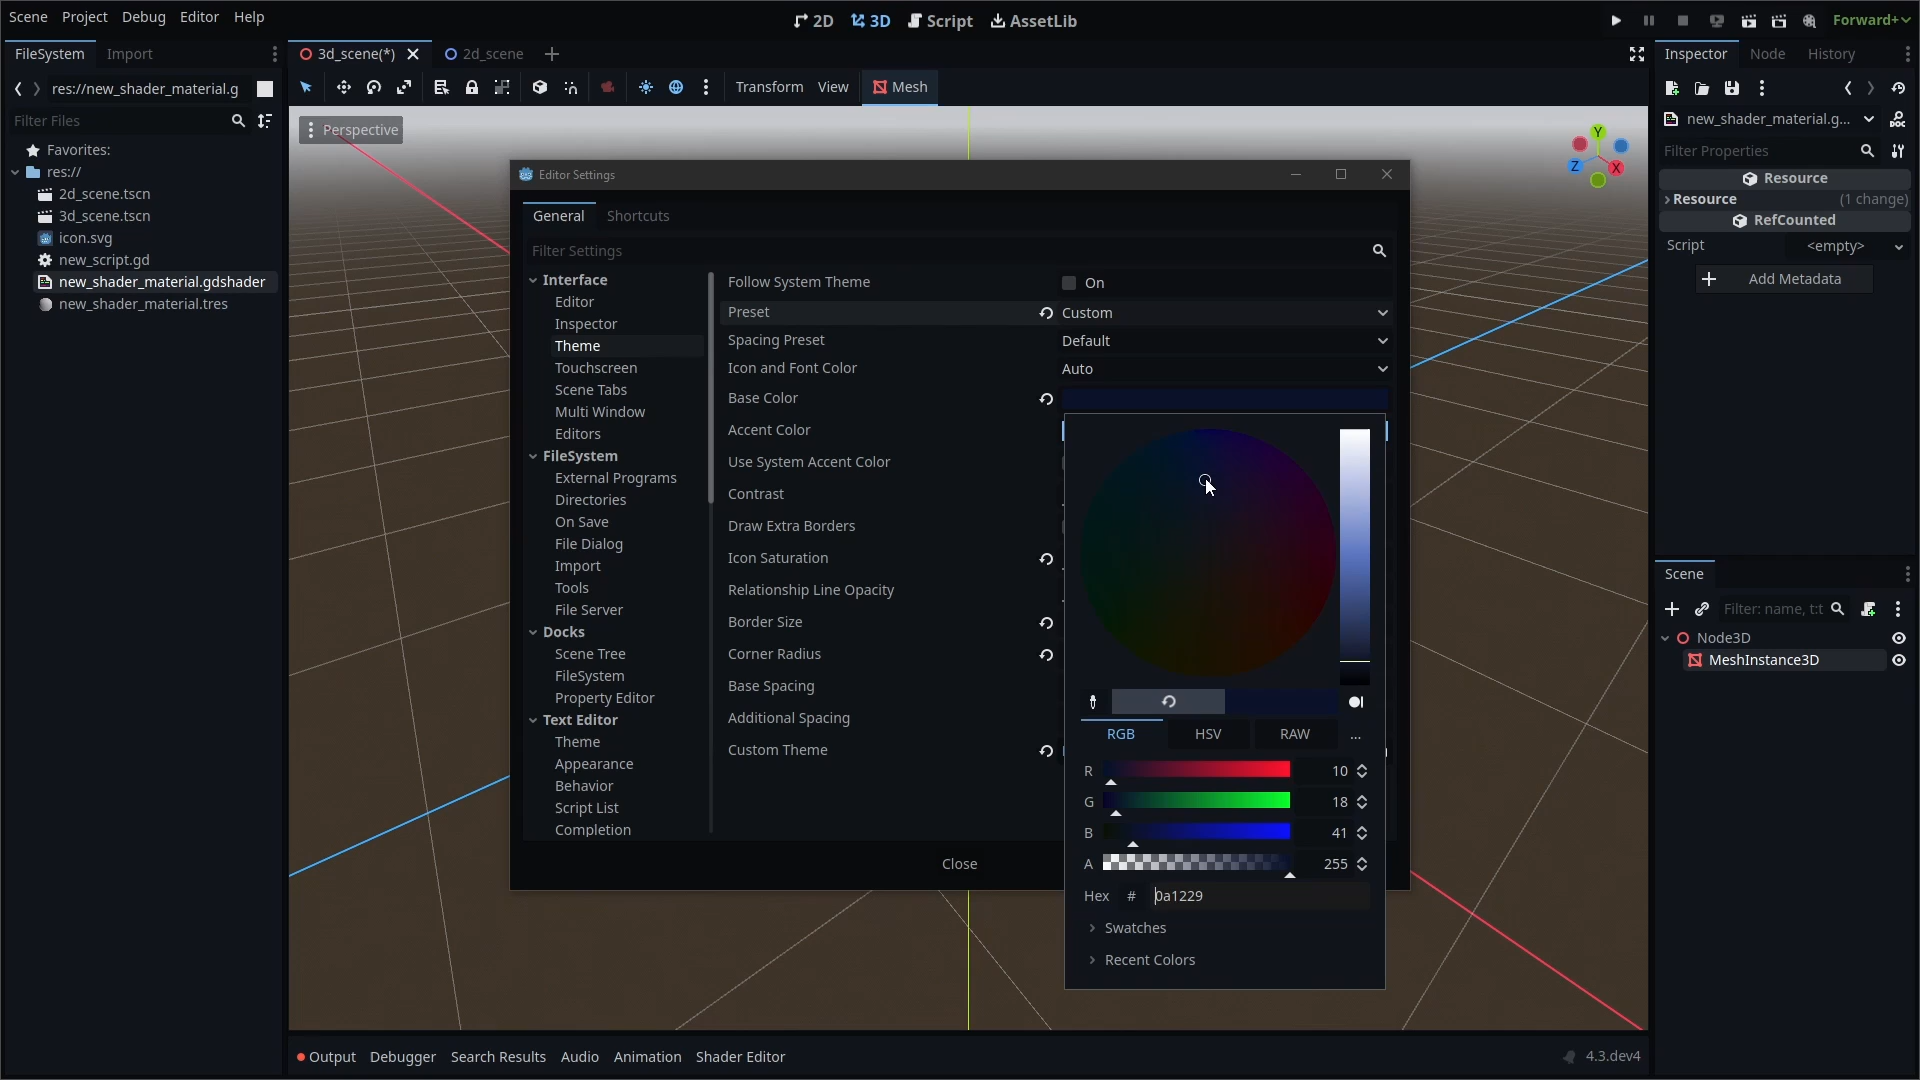 Scene Project Debug Editor Help
2D 3D Script AssetLib
Forward+
FileSystem Import
res://new_shader_material.g
Filter Files
Favorites:
res://
2d_scene.tscn
3d_scene.tscn
icon.svg
new_script.gd
new_shader_material.gdshader
new_shader_material.tres
3d_scene(*) 2d_scene
Transform View Mesh
Perspective
Y
Z
X
Editor Settings
General Shortcuts
Filter Settings
Interface
Editor
Inspector
Theme
Touchscreen
Scene Tabs
Multi Window
Editors
FileSystem
External Programs
Directories
On Save
File Dialog
Import
Tools
File Server
Docks
Scene Tree
FileSystem
Property Editor
Text Editor
Theme
Appearance
Behavior
Script List
Completion
Follow System Theme On
Preset Custom
Spacing Preset Default
Icon and Font Color Auto
Base Color
Accent Color
Use System Accent Color
Contrast
Draw Extra Borders
Icon Saturation
Relationship Line Opacity
Border Size
Corner Radius
Base Spacing
Additional Spacing
Custom Theme
RGB HSV RAW ...
R 10
G 18
B 41
A 255
Hex # 0a1229
Swatches
Recent Colors
Close
Inspector Node History
new_shader_material.g...
Filter Properties
Resource
Resource (1 change)
RefCounted
Script <empty>
Add Metadata
Scene
Filter: name, t:t
Node3D
MeshInstance3D
Output Debugger Search Results Audio Animation Shader Editor
4.3.dev4